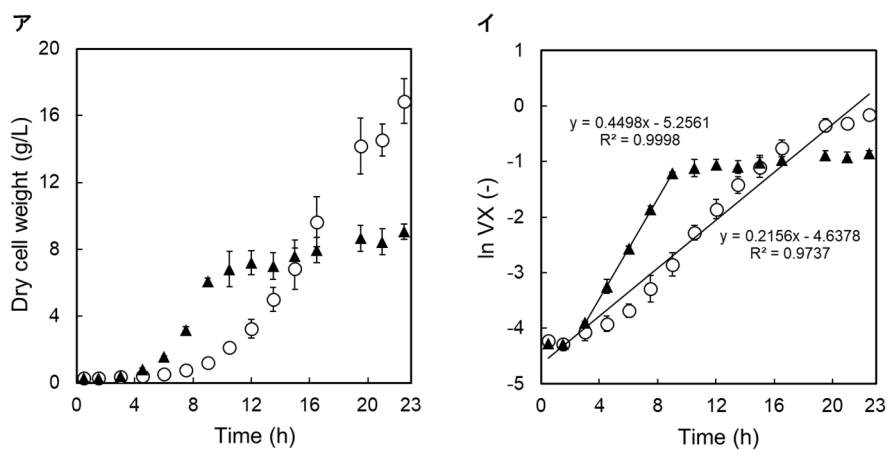 ア
Dry cell weight (g/L)
20
16
12
8
4
0
0 4 8 12 16 20 23
Time (h)
イ
ln VX (-)
1
0
-1
-2
-3
-4
-5
y = 0.4498x - 5.2561
R² = 0.9998
y = 0.2156x - 4.6378
R² = 0.9737
0 4 8 12 16 20 23
Time (h)